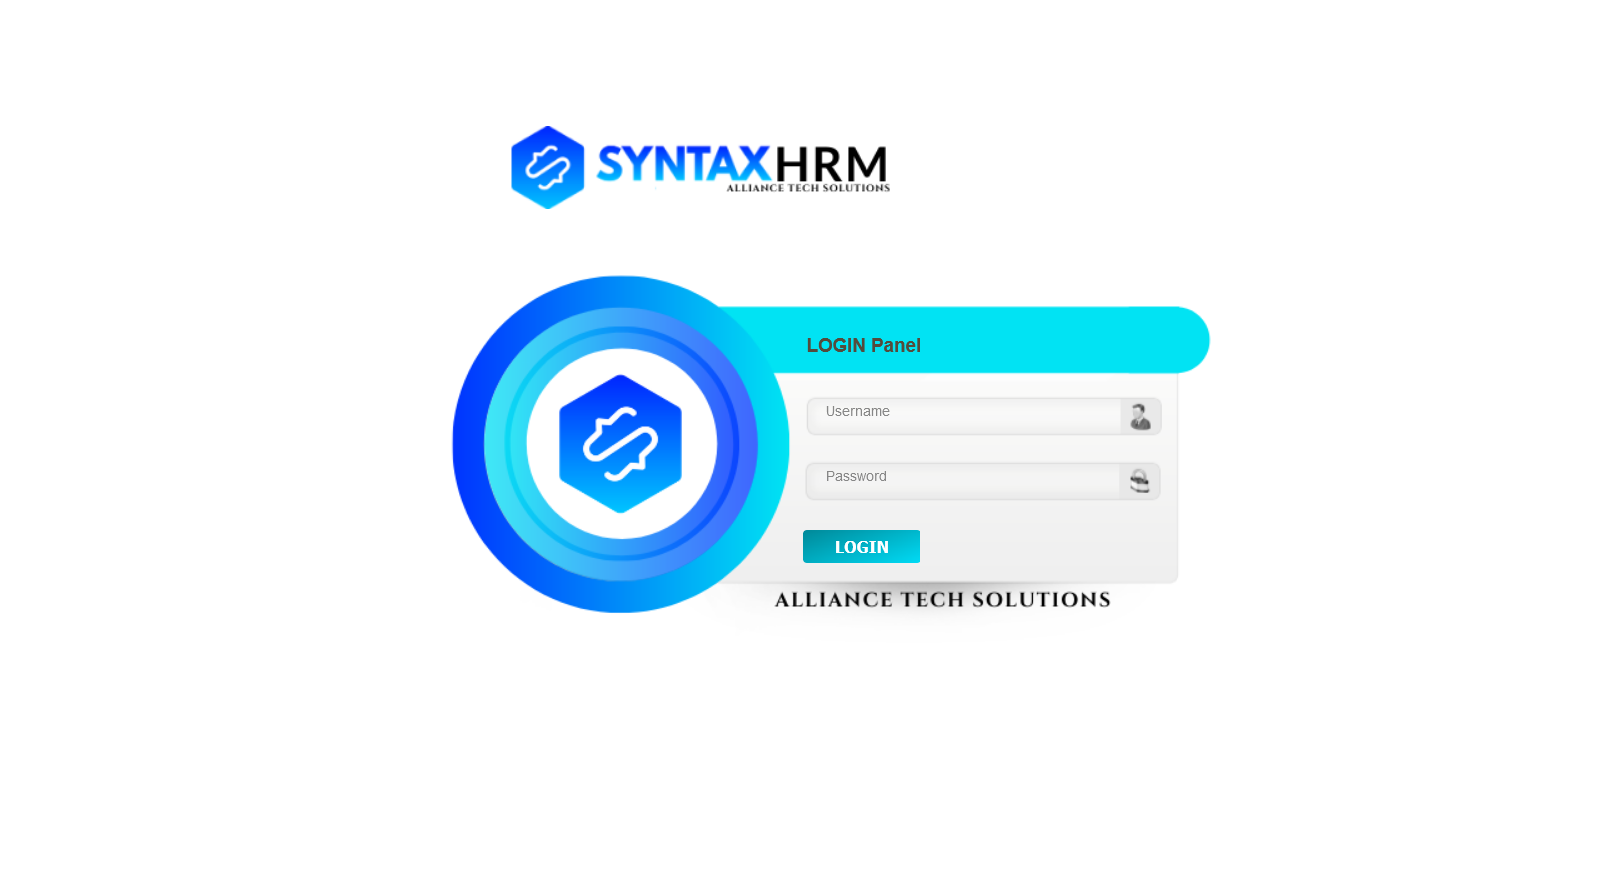 SYNTAXHRM
ALLIANCE TECH SOLUTIONS
LOGIN Panel
Username
Password
LOGIN
ALLIANCE TECH SOLUTIONS